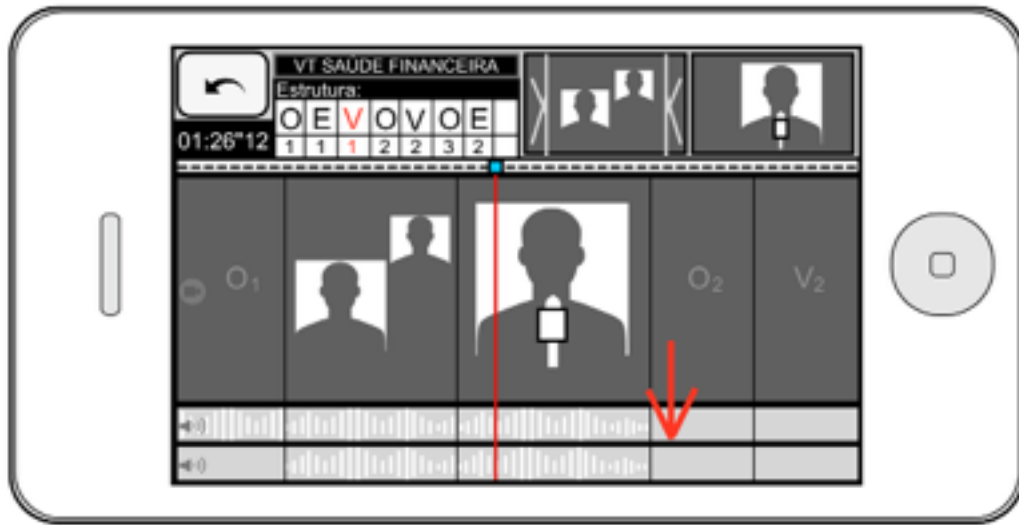 VT SAÚDE FINANCEIRA
Estrutura:
O E V O V O E
01:26"12
1 1 1 2 2 3 2
O₁
O₂
V₂